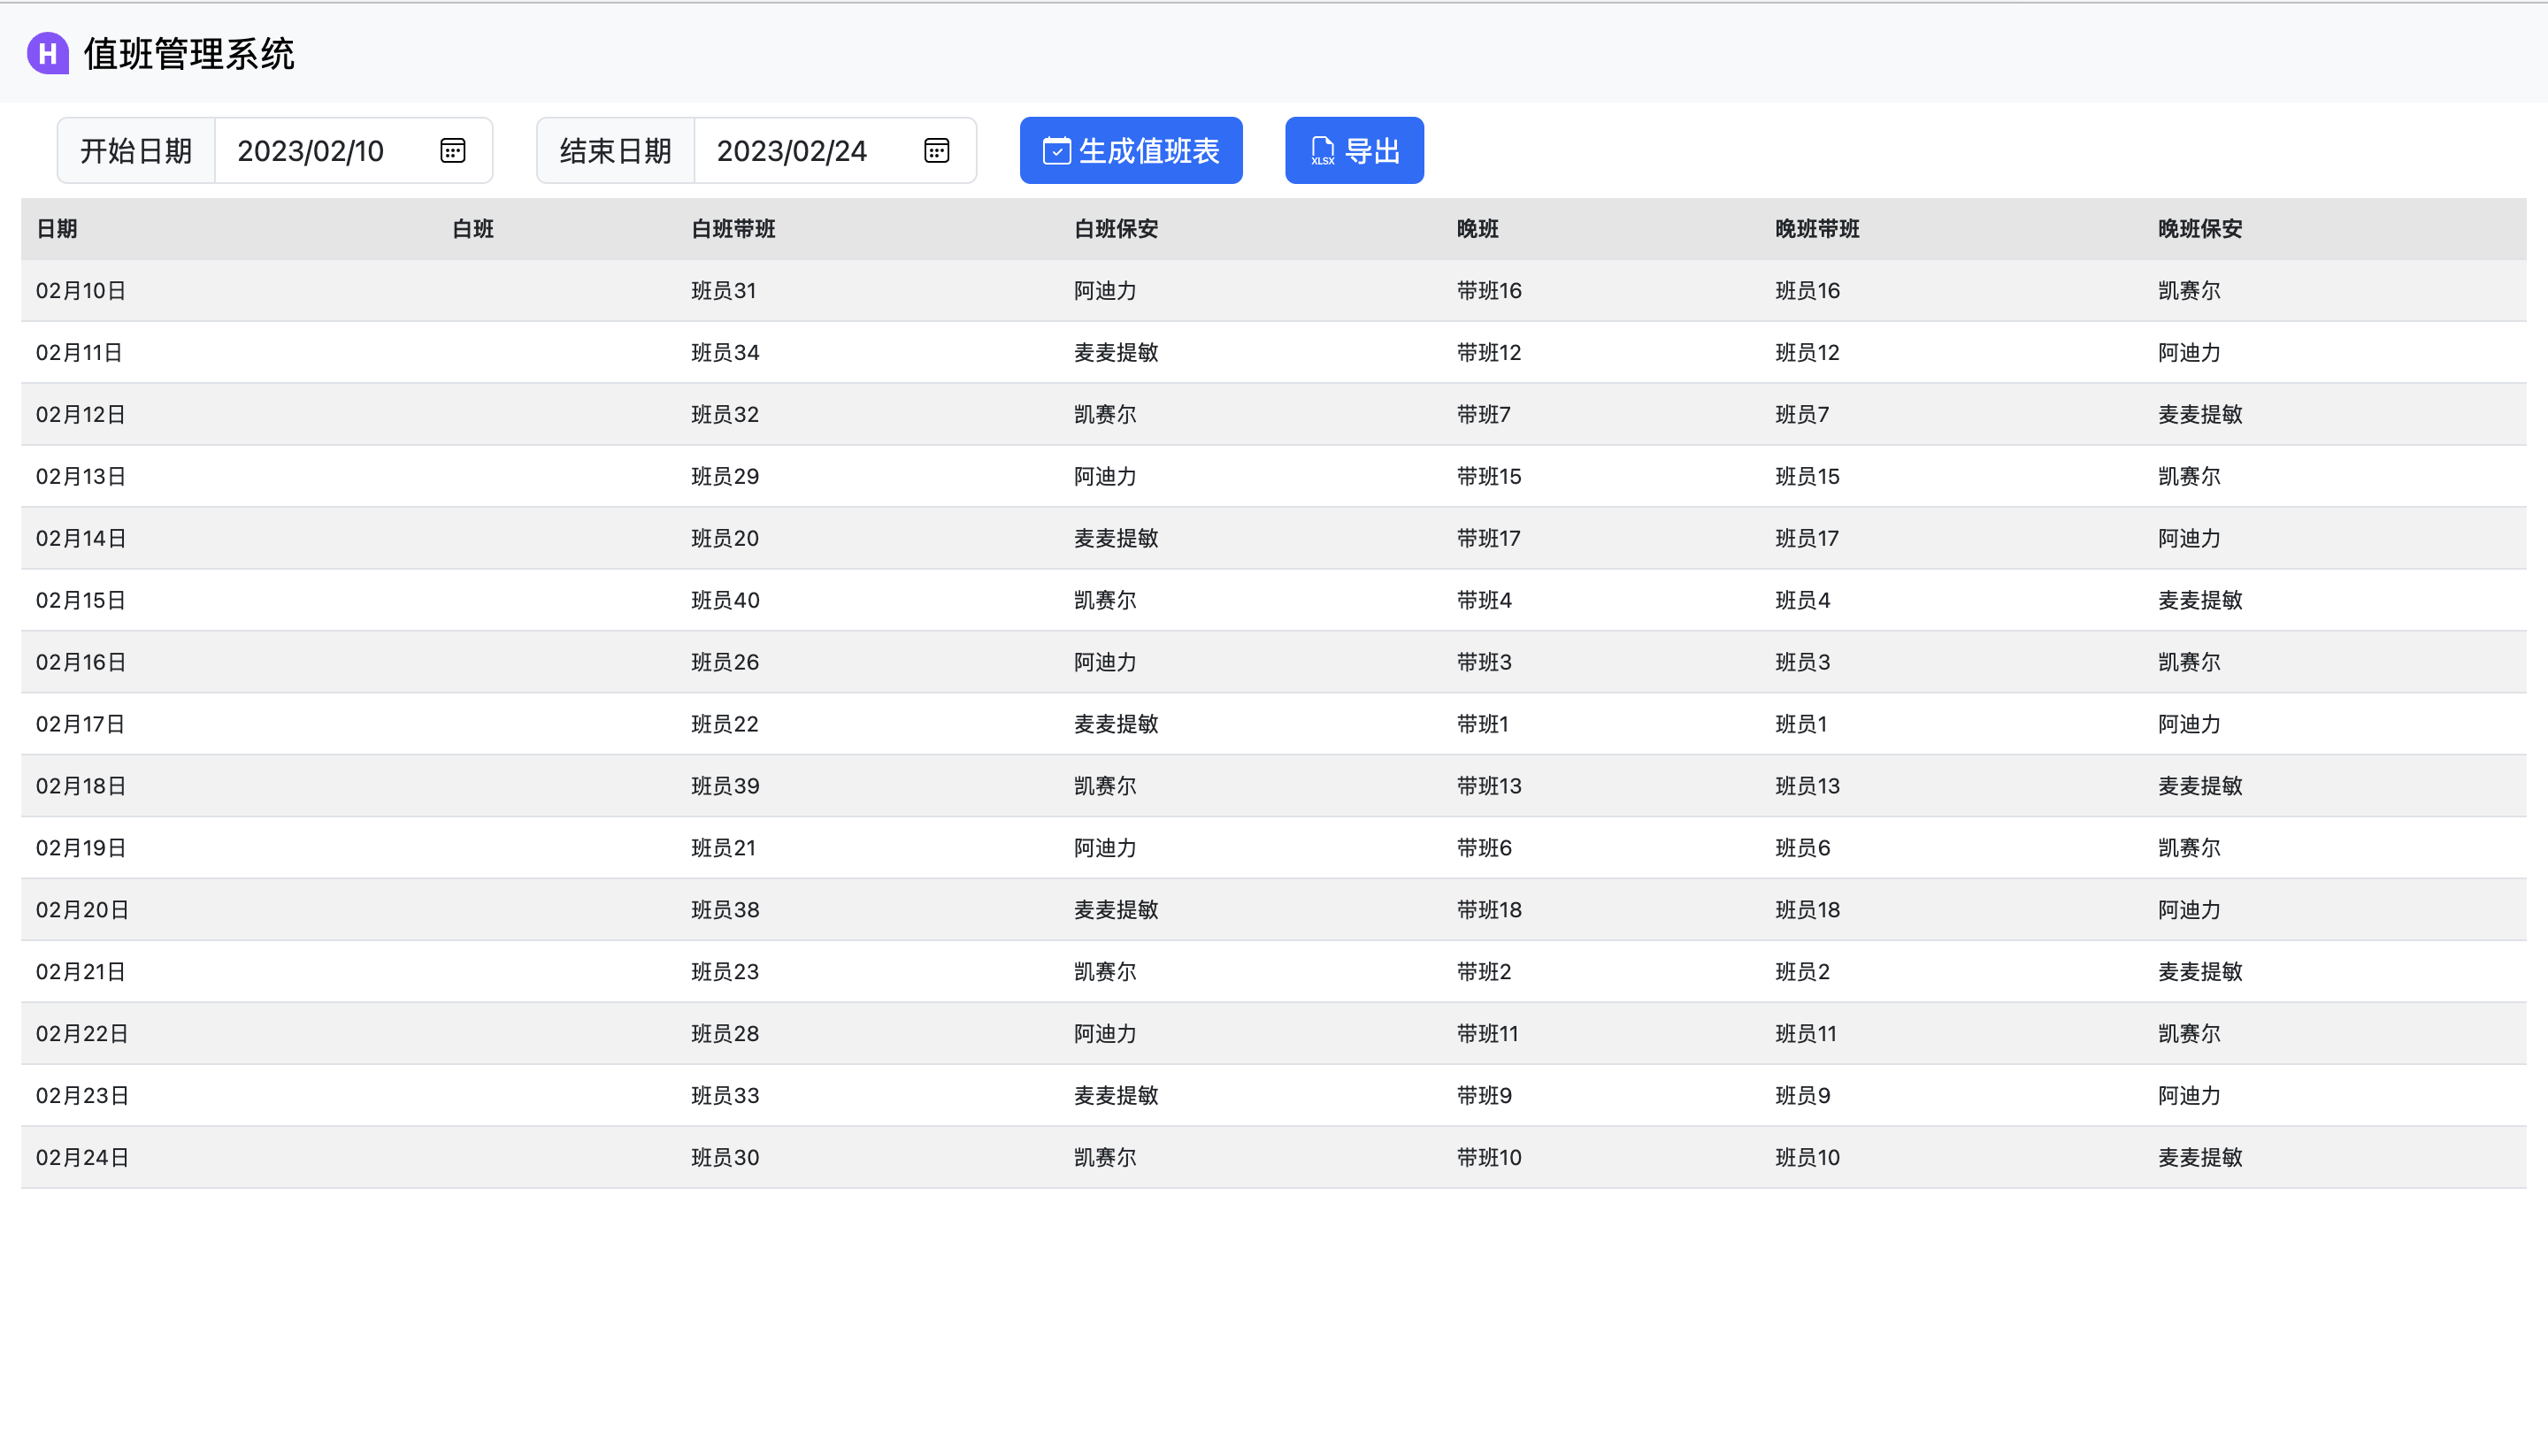 H 值班管理系统
开始日期 2023/02/10 结束日期 2023/02/24 生成值班表 XLSX 导出
日期 白班 白班带班 白班保安 晚班 晚班带班 晚班保安
02月10日 班员31 阿迪力 带班16 班员16 凯赛尔
02月11日 班员34 麦麦提敏 带班12 班员12 阿迪力
02月12日 班员32 凯赛尔 带班7 班员7 麦麦提敏
02月13日 班员29 阿迪力 带班15 班员15 凯赛尔
02月14日 班员20 麦麦提敏 带班17 班员17 阿迪力
02月15日 班员40 凯赛尔 带班4 班员4 麦麦提敏
02月16日 班员26 阿迪力 带班3 班员3 凯赛尔
02月17日 班员22 麦麦提敏 带班1 班员1 阿迪力
02月18日 班员39 凯赛尔 带班13 班员13 麦麦提敏
02月19日 班员21 阿迪力 带班6 班员6 凯赛尔
02月20日 班员38 麦麦提敏 带班18 班员18 阿迪力
02月21日 班员23 凯赛尔 带班2 班员2 麦麦提敏
02月22日 班员28 阿迪力 带班11 班员11 凯赛尔
02月23日 班员33 麦麦提敏 带班9 班员9 阿迪力
02月24日 班员30 凯赛尔 带班10 班员10 麦麦提敏